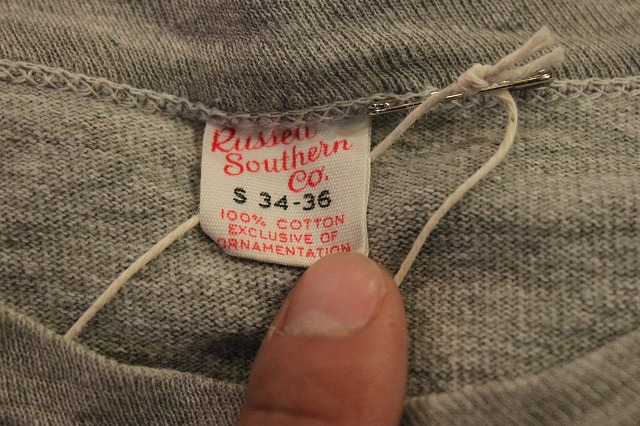 Russell
Southern
Co.
S 34-36
100% COTTON
EXCLUSIVE OF
ORNAMENTATION